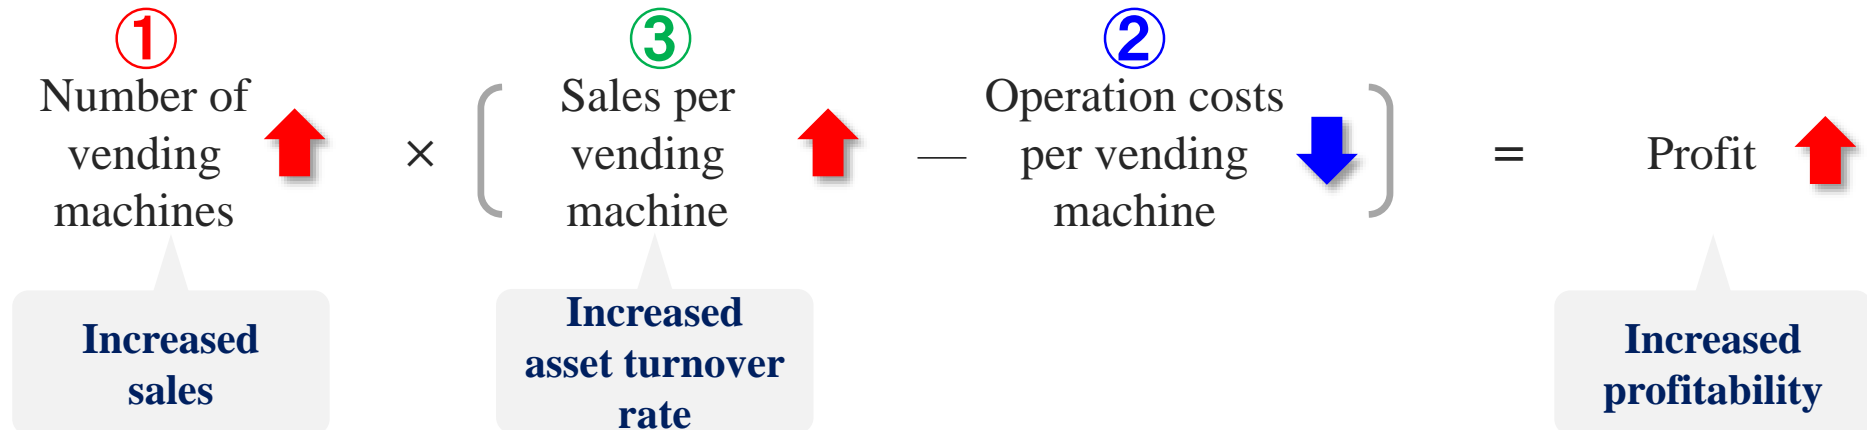 ①
Number of
vending
machines
×
③
Sales per
vending
machine
—
②
Operation costs
per vending
machine
=
Profit
Increased
sales
Increased
asset turnover
rate
Increased
profitability